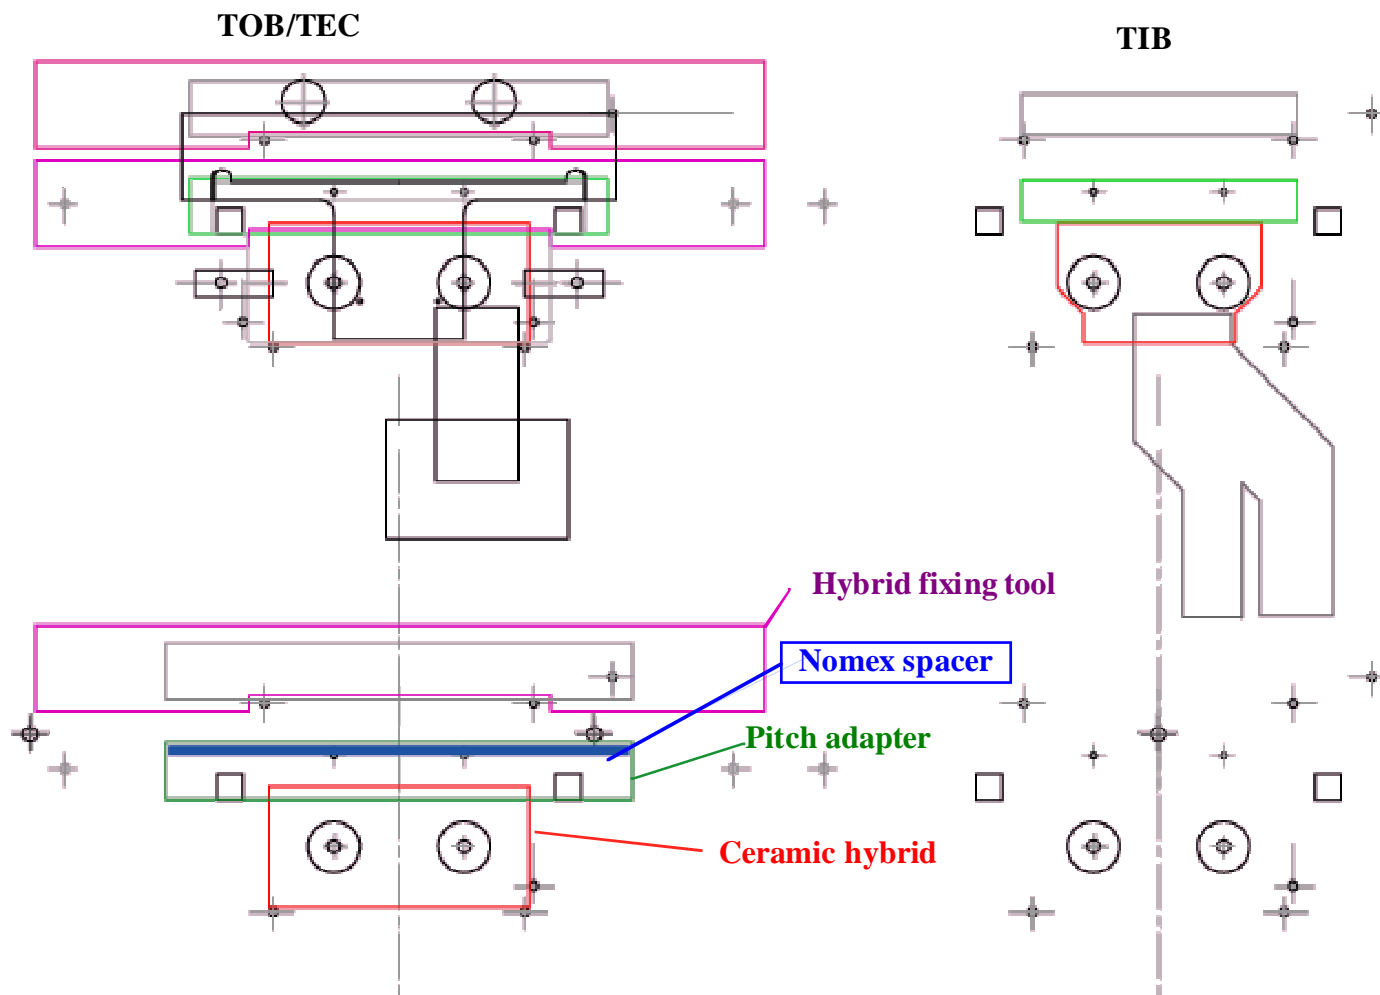 TOB/TEC
TIB
Hybrid fixing tool
Nomex spacer
Pitch adapter
Ceramic hybrid